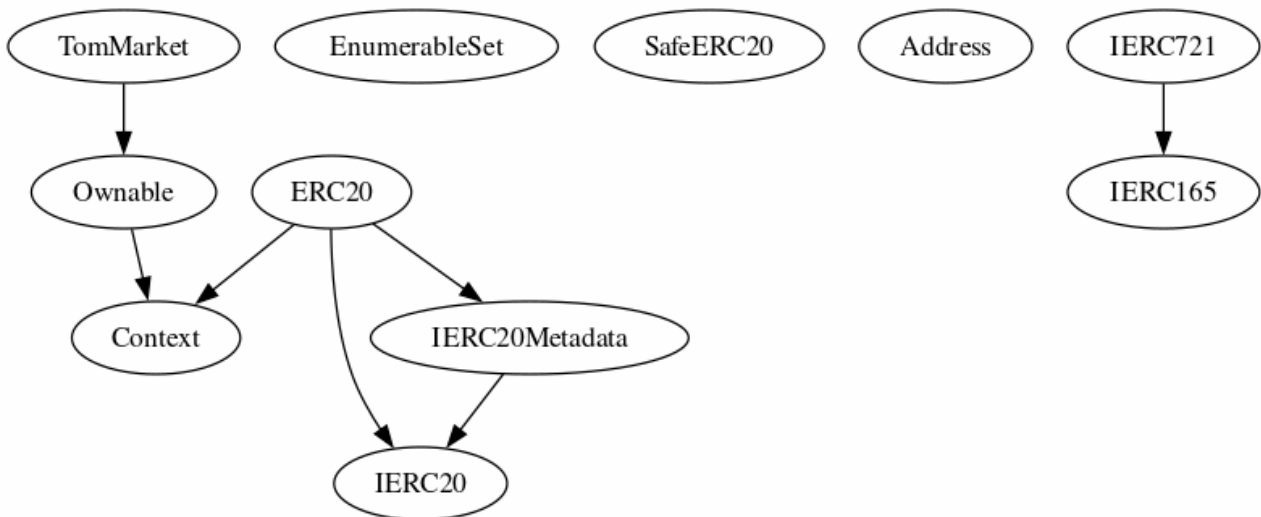 TomMarket
EnumerableSet
SafeERC20
Address
IERC721
Ownable
ERC20
IERC165
Context
IERC20Metadata
IERC20